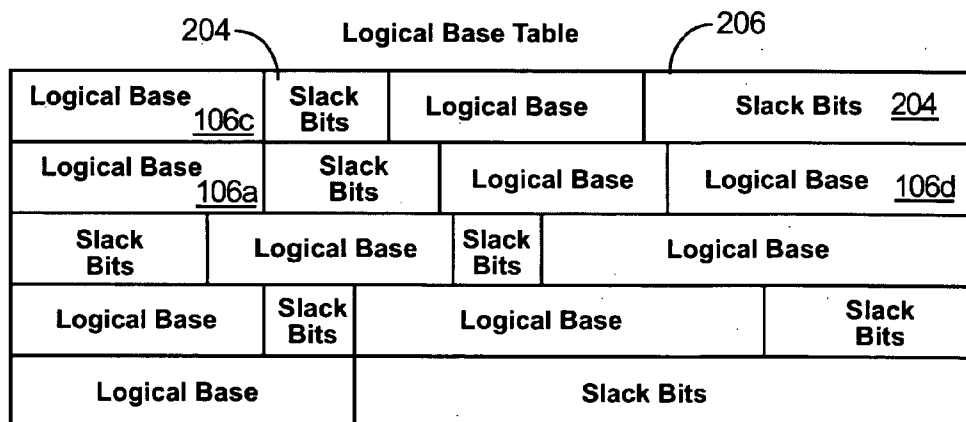 204
Logical Base Table
206
Logical Base 106c
Slack Bits
Logical Base
Slack Bits 204
Logical Base 106a
Slack Bits
Logical Base
Logical Base 106d
Slack Bits
Logical Base
Slack Bits
Logical Base
Logical Base
Slack Bits
Logical Base
Slack Bits
Logical Base
Slack Bits